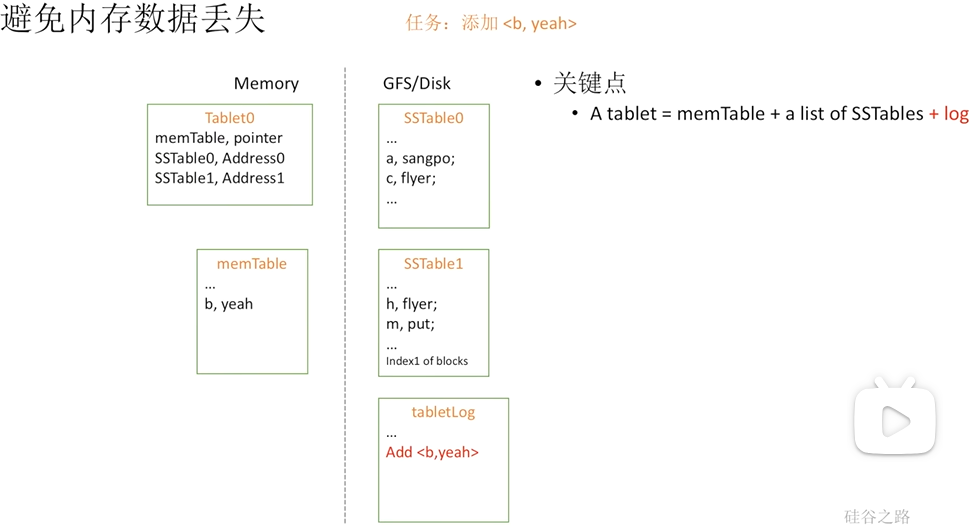 避免内存数据丢失
任务：添加 <b, yeah>
Memory
Tablet0
memTable, pointer
SSTable0, Address0
SSTable1, Address1
memTable
...
b, yeah
GFS/Disk
SSTable0
...
a, sangpo;
c, flyer;
...
SSTable1
...
h, flyer;
m, put;
...
Index1 of blocks
tabletLog
...
Add <b,yeah>
• 关键点
• A tablet = memTable + a list of SSTables + log
硅谷之路